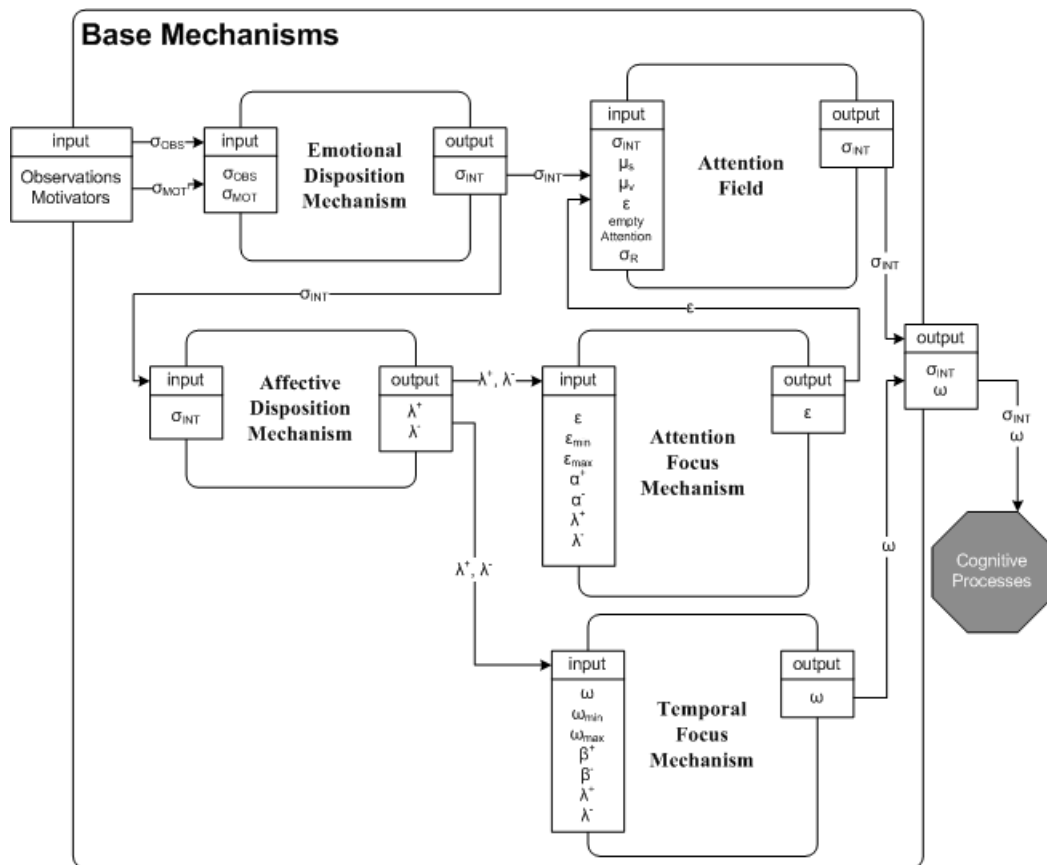 Base Mechanisms
input
Observations
Motivators
σOBS
σMOT
input
σOBS
σMOT
Emotional
Disposition
Mechanism
output
σINT
σINT
input
σINT
μs
μv
ε
empty
Attention
σR
Attention
Field
output
σINT
σINT
σINT
ε
input
σINT
Affective
Disposition
Mechanism
output
λ+
λ-
λ+, λ-
input
ε
εmin
εmax
α+
α-
λ+
λ-
Attention
Focus
Mechanism
output
ε
output
σINT
ω
σINT
ω
Cognitive
Processes
λ+, λ-
ω
input
ω
ωmin
ωmax
β+
β-
λ+
λ-
Temporal
Focus
Mechanism
output
ω